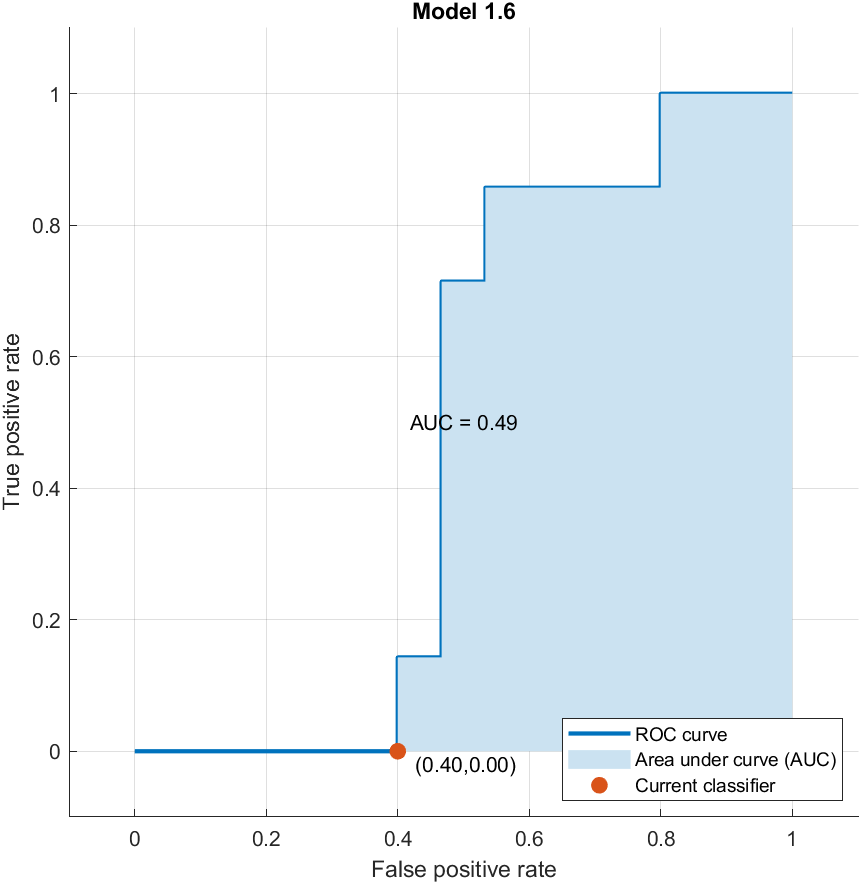 Model 1.6
True positive rate
1
0.8
0.6
0.4
0.2
0
AUC = 0.49
(0.40,0.00)
ROC curve
Area under curve (AUC)
Current classifier
0 0.2 0.4 0.6 0.8 1
False positive rate